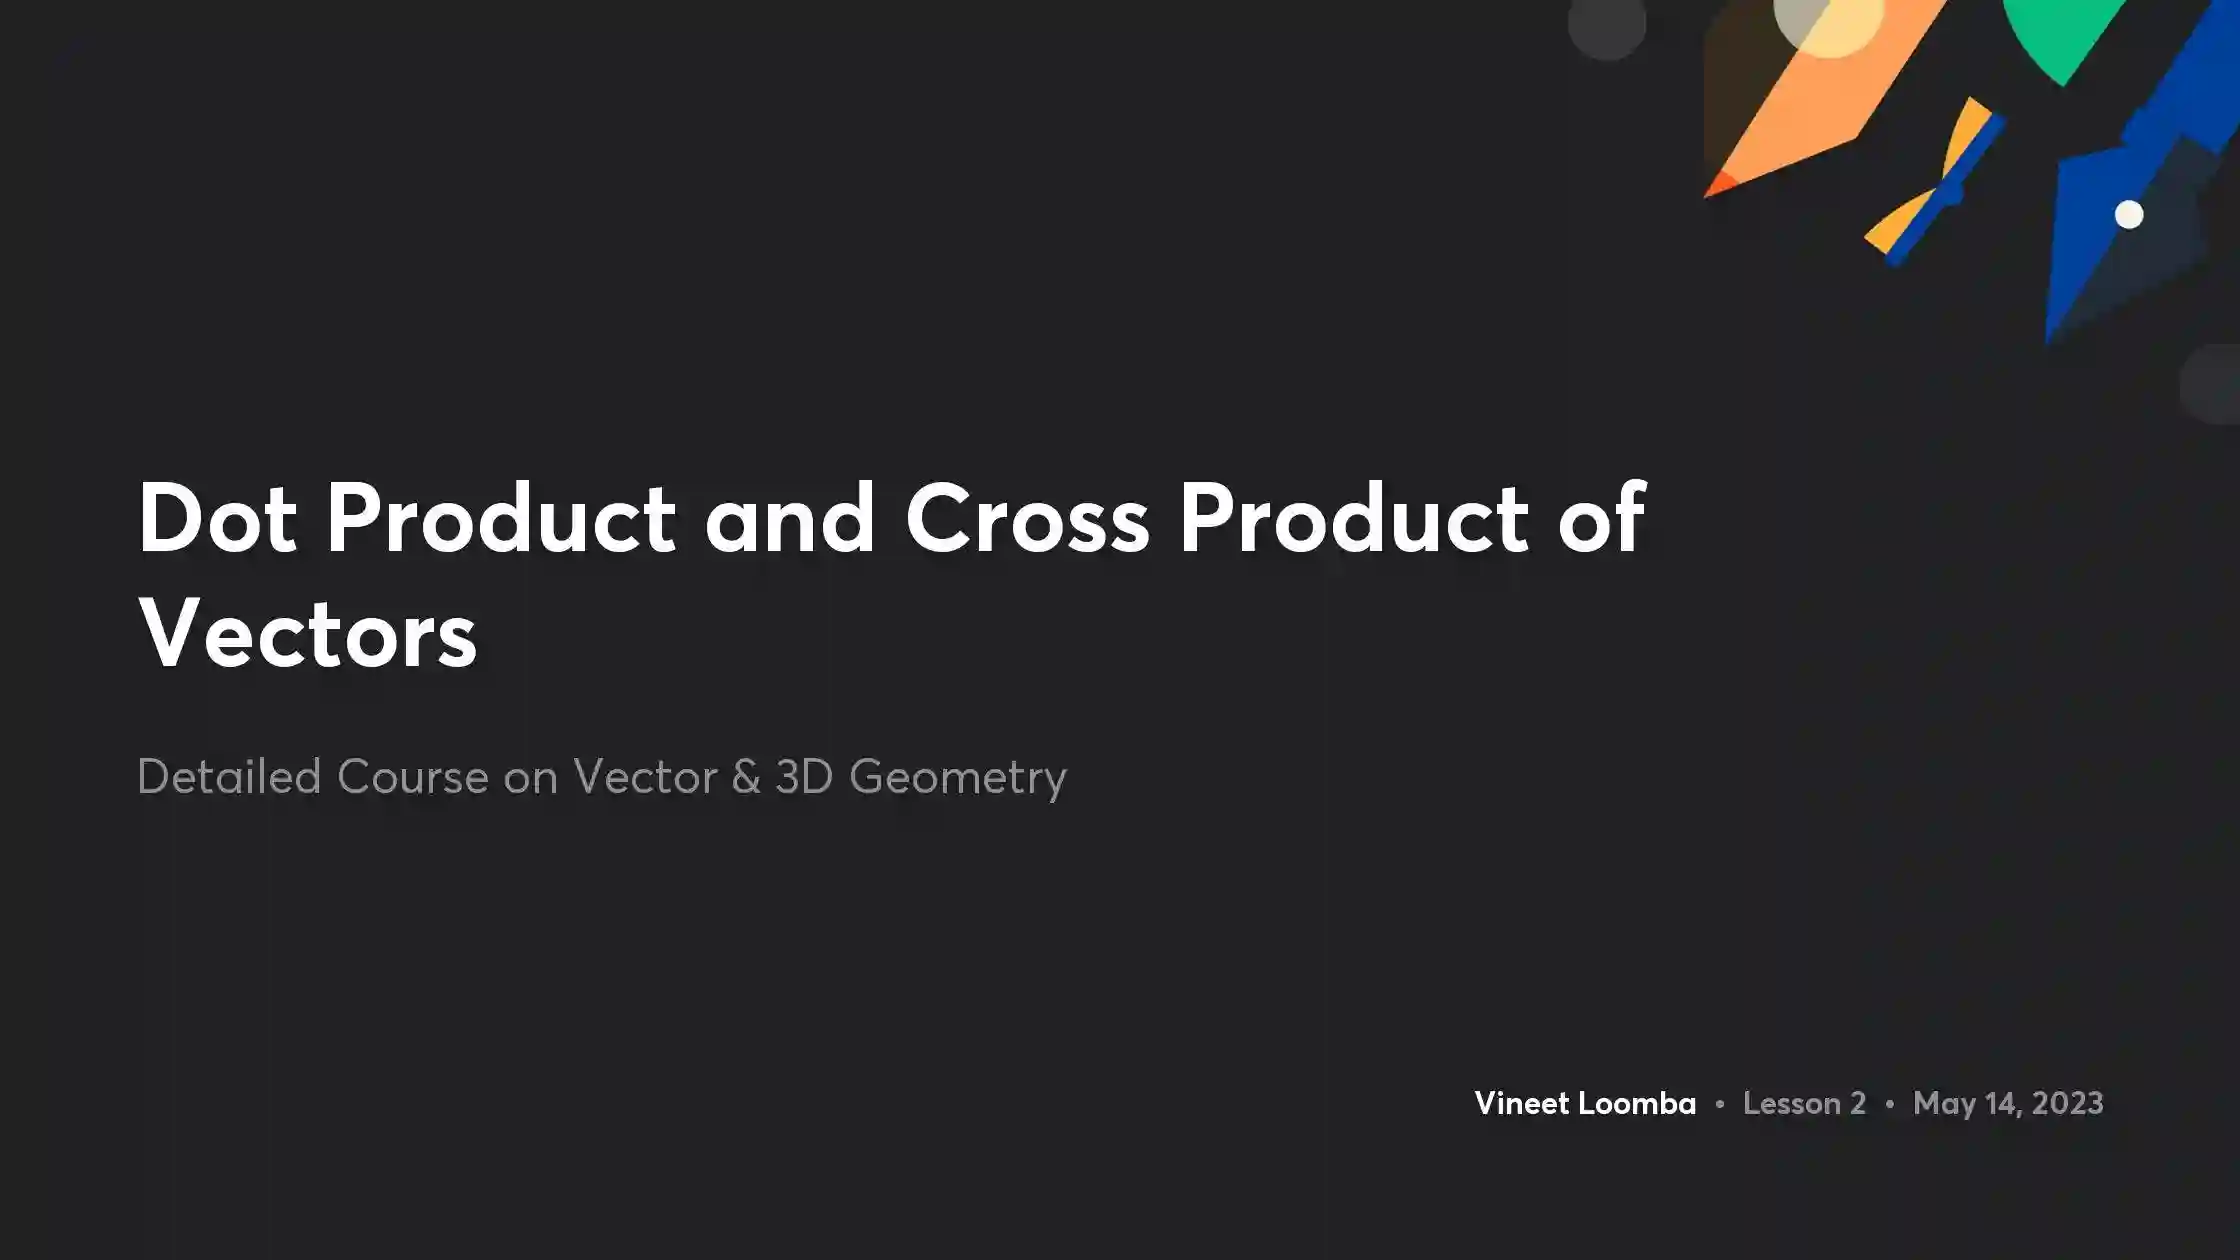 Dot Product and Cross Product of
Vectors
Detailed Course on Vector & 3D Geometry
Vineet Loomba • Lesson 2 • May 14, 2023